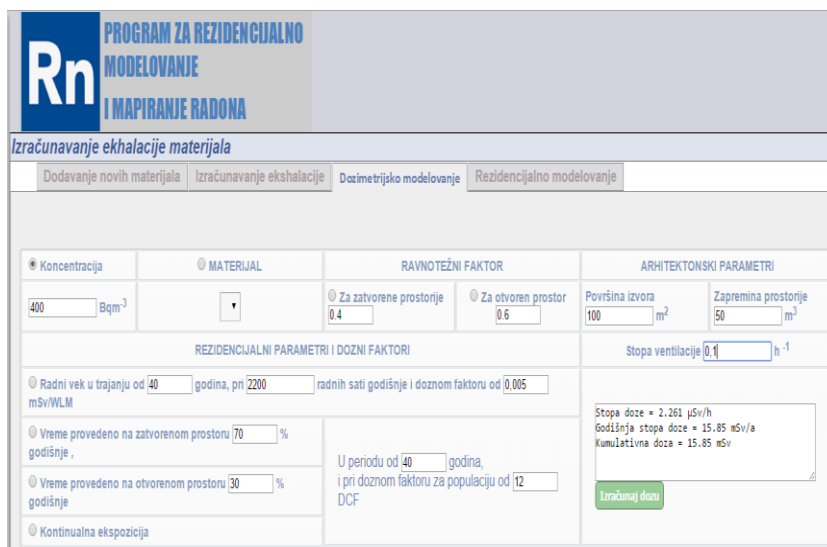 Rn
PROGRAM ZA REZIDENCIJALNO
MODELOVANJE
I MAPIRANJE RADONA
Izračunavanje ekhalacije materijala
Dodavanje novih materijala Izračunavanje ekshalacije Dozimetrijsko modelovanje Rezidencijalno modelovanje
Koncentracija MATERIJAL RAVNOTEŽNI FAKTOR ARHITEKTONSKI PARAMETRI
400 Bqm-3
Za zatvorene prostorije
0.4
Za otvoren prostor
0.6
Površina izvora
100 m2
Zapremina prostorije
50 m3
REZIDENCIJALNI PARAMETRI I DOZNI FAKTORI
Stopa ventilacije 0,1 h -1
Radni vek u trajanju od 40 godina, pri 2200 radnih sati godišnje i doznom faktoru od 0,005
mSv/WLM
Vreme provedeno na zatvorenom prostoru 70 %
godišnje ,
Vreme provedeno na otvorenom prostoru 30 %
godišnje
Kontinualna ekspozicija
U periodu od 40 godina,
i pri doznom faktoru za populaciju od 12
DCF
Stopa doze = 2.261 µSv/h
Godišnja stopa doze = 15.85 mSv/a
Kumulativna doza = 15.85 mSv
Izračunaj dozu